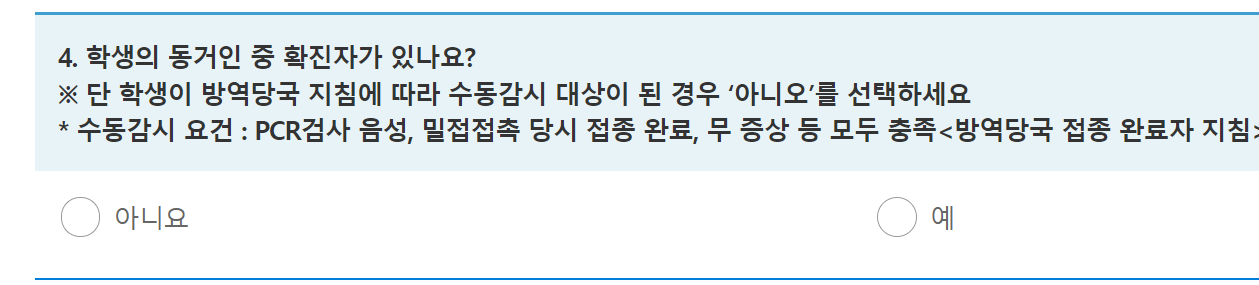 4. 학생의 동거인 중 확진자가 있나요?
※ 단 학생이 방역당국 지침에 따라 수동감시 대상이 된 경우 ‘아니오’를 선택하세요
* 수동감시 요건 : PCR검사 음성, 밀접접촉 당시 접종 완료, 무 증상 등 모두 충족<방역당국 접종 완료자 지침>
아니요 예